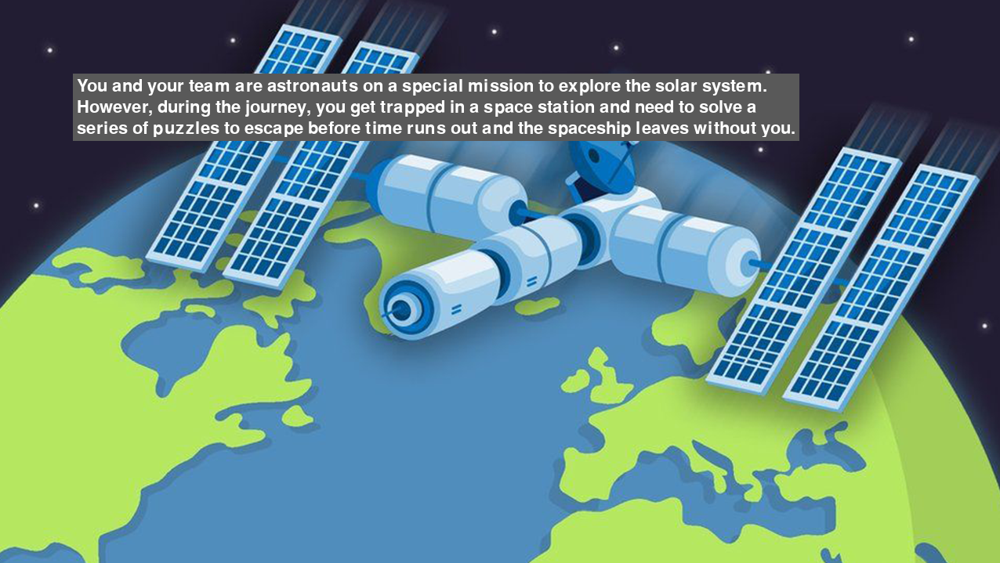 You and your team are astronauts on a special mission to explore the solar system.
However, during the journey, you get trapped in a space station and need to solve a
series of puzzles to escape before time runs out and the spaceship leaves without you.